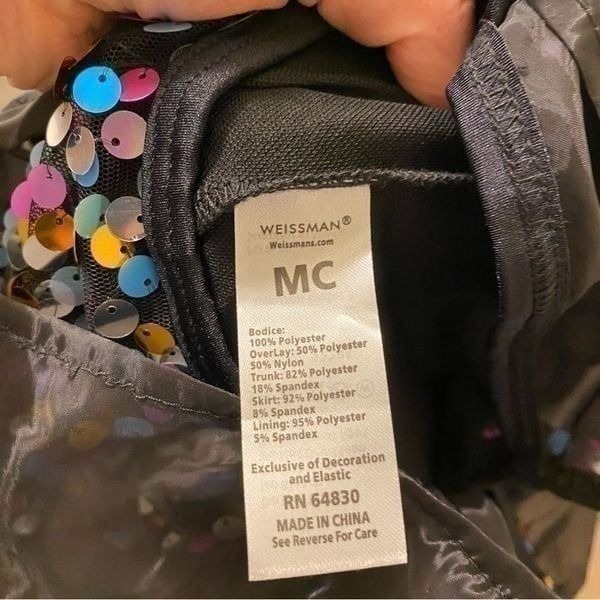 WEISSMAN®
Weissmans.com
MC
Bodice:
100% Polyester
OverLay: 50% Polyester
50% Nylon
Trunk: 82% Polyester
18% Spandex
Skirt: 92% Polyester
8% Spandex
Lining: 95% Polyester
5% Spandex
Exclusive of Decoration
and Elastic
RN 64830
MADE IN CHINA
See Reverse For Care